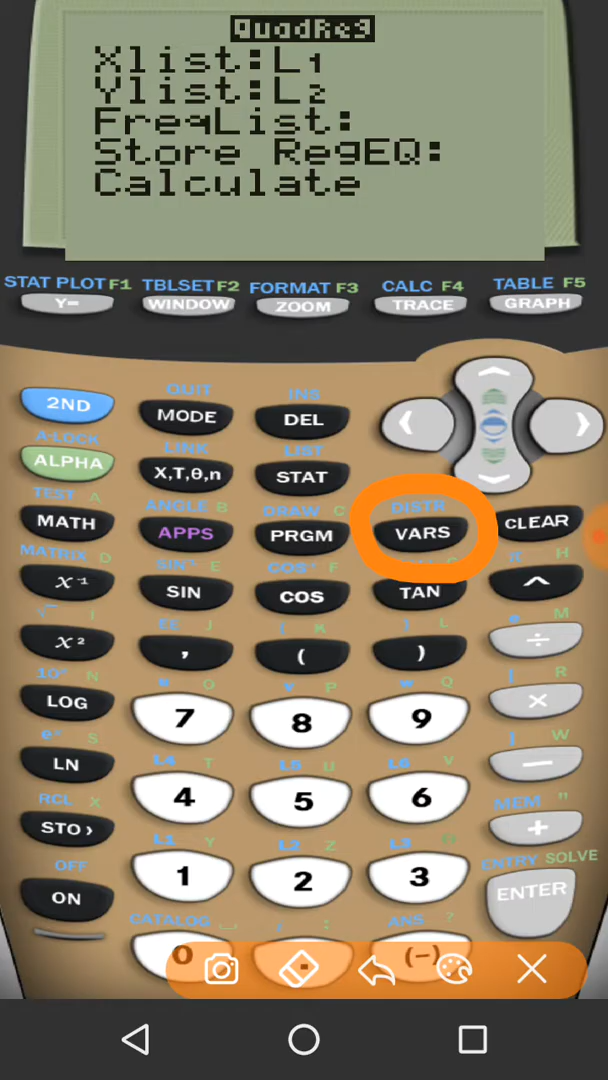 QuadReg
Xlist:L1
Ylist:L2
FreqList:
Store RegEQ:
Calculate
STAT PLOT F1 TBLSET F2 FORMAT F3 CALC F4 TABLE F5
Y= WINDOW ZOOM TRACE GRAPH
QUIT INS
2ND MODE DEL
A-LOCK LINK LIST
ALPHA X,T,θ,n STAT
TEST A ANGLE B DRAW C DISTR
MATH APPS PRGM VARS CLEAR
MATRIX D SIN⁻¹ E COS⁻¹ F H
x⁻¹ SIN COS TAN ^
√ I EE J K L M
x² , ( ) ÷
10ˣ N O P Q R
LOG 7 8 9 ×
eˣ S L4 T L5 U L6 V W
LN 4 5 6 −
RCL X L1 Y L2 Z L3 θ MEM "
STO › 1 2 3 +
OFF ENTRY SOLVE
ON ENTER
CATALOG : ANS ?
0 (−)